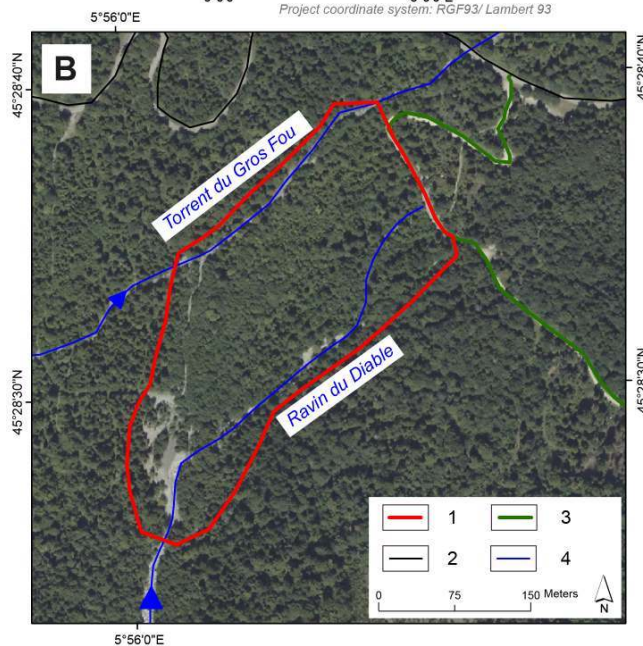 Project coordinate system: RGF93/ Lambert 93
5°56'0"E
B
45°28'40"N
45°28'40"N
Torrent du Gros Fou
Ravin du Diable
45°28'30"N
45°28'30"N
1
3
2
4
0
75
150 Meters
N
5°56'0"E